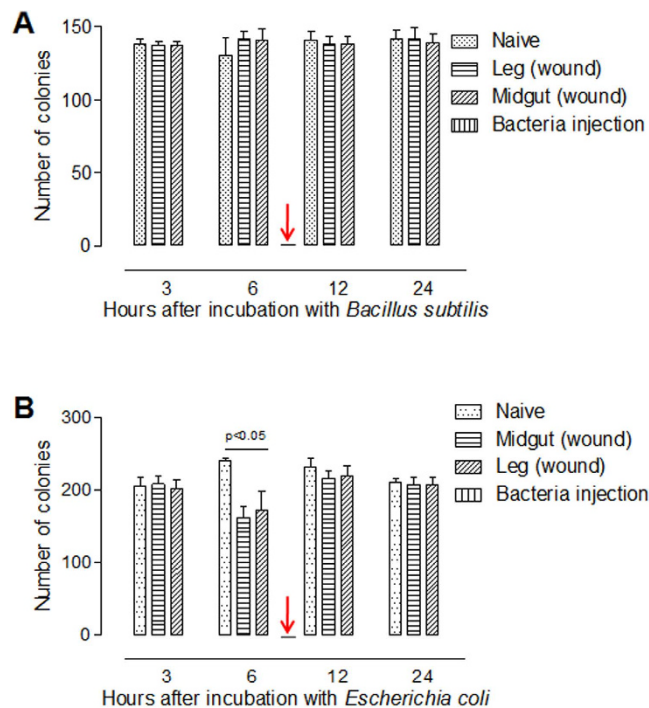 A
Number of colonies
150
100
50
0
Naive
Leg (wound)
Midgut (wound)
Bacteria injection
3 6 12 24
Hours after incubation with Bacillus subtilis
B
Number of colonies
300
200
100
0
p<0.05
Naive
Midgut (wound)
Leg (wound)
Bacteria injection
3 6 12 24
Hours after incubation with Escherichia coli